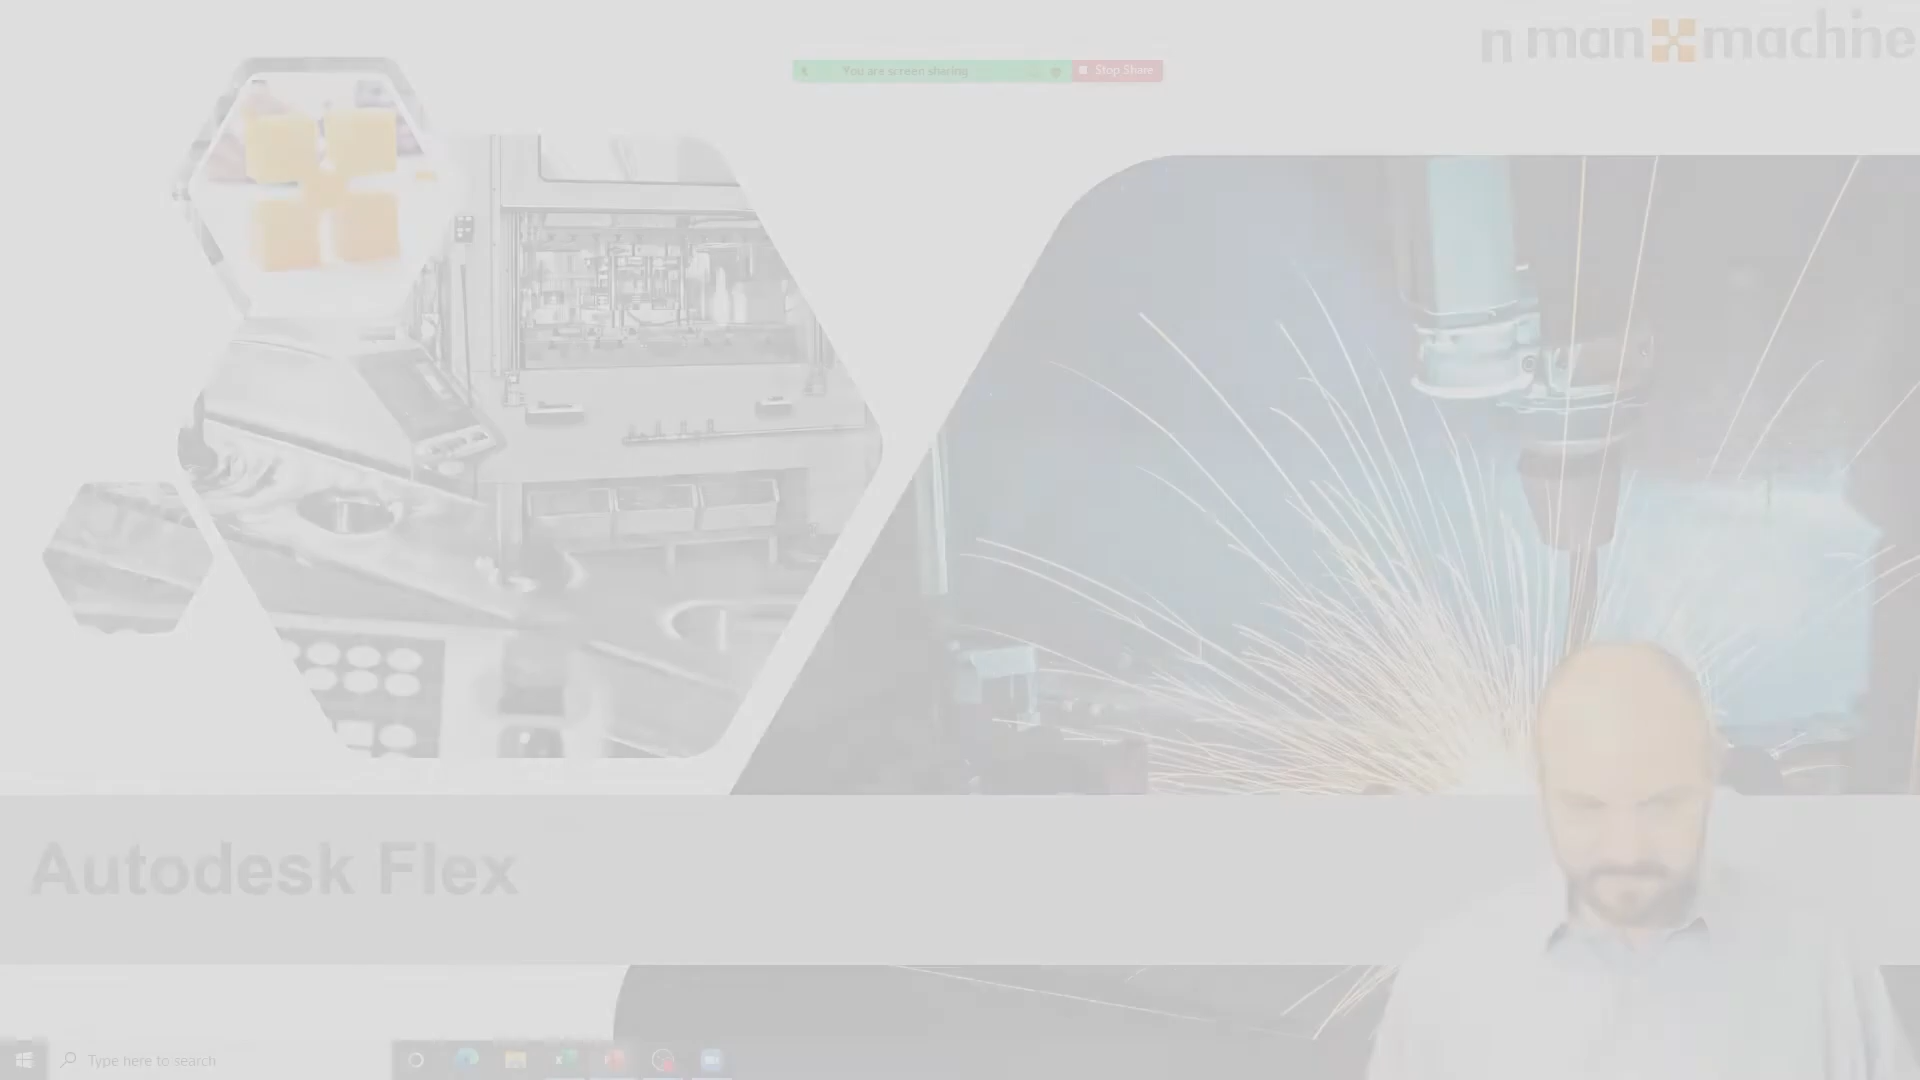 n man machine
You are screen sharing
Stop Share
Autodesk Flex
Type here to search